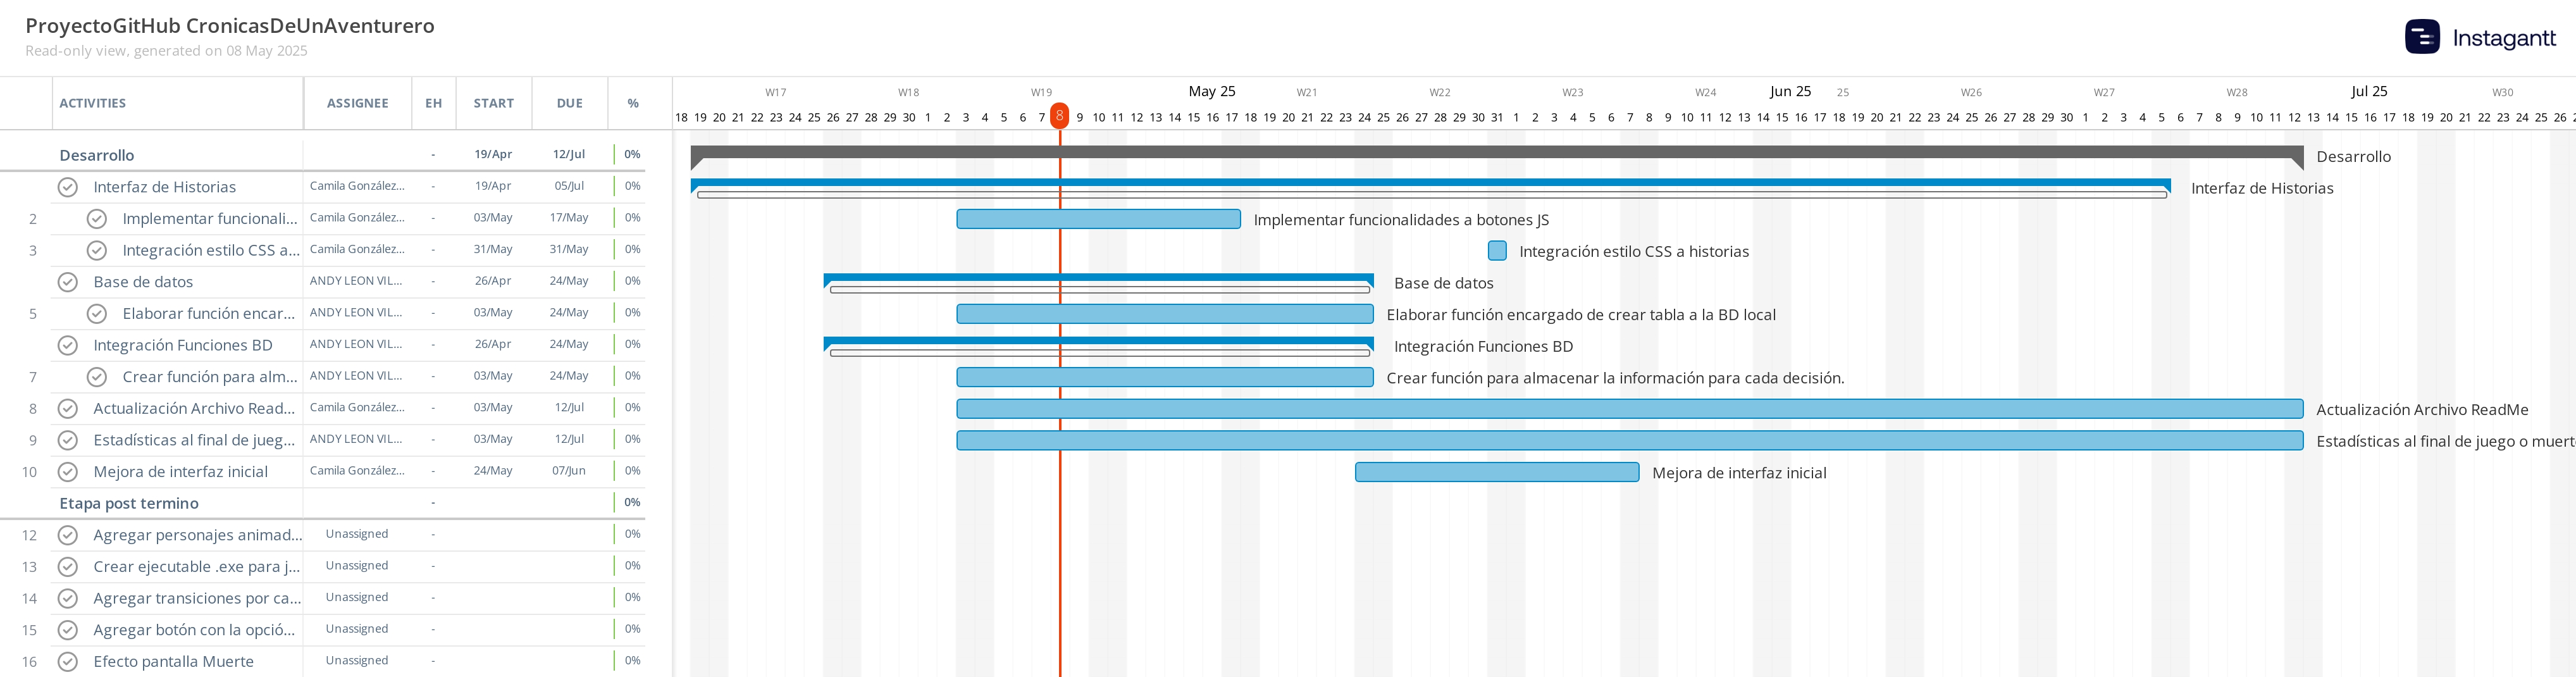 ProyectoGitHub CronicasDeUnAventurero
Read-only view, generated on 08 May 2025
Instagantt
ACTIVITIES ASSIGNEE EH START DUE %
W17 W18 W19 May 25 W21 W22 W23 W24 Jun 25 25 W26 W27 W28 Jul 25 W30
18 19 20 21 22 23 24 25 26 27 28 29 30 1 2 3 4 5 6 7 8 9 10 11 12 13 14 15 16 17 18 19 20 21 22 23 24 25 26 27 28 29 30 31 1 2 3 4 5 6 7 8 9 10 11 12 13 14 15 16 17 18 19 20 21 22 23 24 25 26 27 28 29 30 1 2 3 4 5 6 7 8 9 10 11 12 13 14 15 16 17 18 19 20 21 22 23 24 25 26
Desarrollo - 19/Apr 12/Jul 0% Desarrollo
Interfaz de Historias Camila González... - 19/Apr 05/Jul 0% Interfaz de Historias
2 Implementar funcionali... Camila González... - 03/May 17/May 0% Implementar funcionalidades a botones JS
3 Integración estilo CSS a... Camila González... - 31/May 31/May 0% Integración estilo CSS a historias
Base de datos ANDY LEON VIL... - 26/Apr 24/May 0% Base de datos
5 Elaborar función encar... ANDY LEON VIL... - 03/May 24/May 0% Elaborar función encargado de crear tabla a la BD local
Integración Funciones BD ANDY LEON VIL... - 26/Apr 24/May 0% Integración Funciones BD
7 Crear función para alm... ANDY LEON VIL... - 03/May 24/May 0% Crear función para almacenar la información para cada decisión.
8 Actualización Archivo Read... Camila González... - 03/May 12/Jul 0% Actualización Archivo ReadMe
9 Estadísticas al final de jueg... ANDY LEON VIL... - 03/May 12/Jul 0% Estadísticas al final de juego o muert
10 Mejora de interfaz inicial Camila González... - 24/May 07/Jun 0% Mejora de interfaz inicial
Etapa post termino - 0%
12 Agregar personajes animad... Unassigned - 0%
13 Crear ejecutable .exe para j... Unassigned - 0%
14 Agregar transiciones por ca... Unassigned - 0%
15 Agregar botón con la opció... Unassigned - 0%
16 Efecto pantalla Muerte Unassigned - 0%